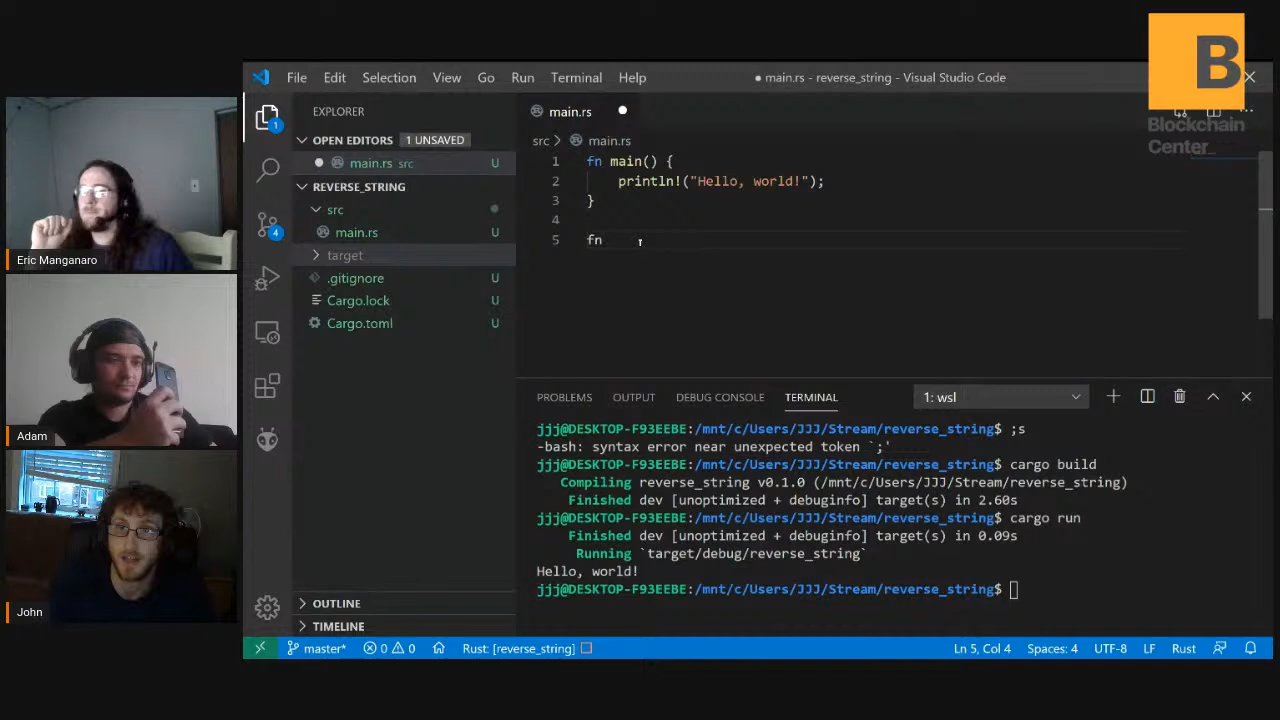 B
Blockchain
Center
File Edit Selection View Go Run Terminal Help
● main.rs - reverse_string - Visual Studio Code
EXPLORER
OPEN EDITORS 1 UNSAVED
main.rs src U
REVERSE_STRING
src
main.rs U
target
.gitignore U
Cargo.lock U
Cargo.toml U
OUTLINE
TIMELINE
1
4
main.rs
src > main.rs
1 fn main() {
2 println!("Hello, world!");
3 }
4
5 fn
PROBLEMS OUTPUT DEBUG CONSOLE TERMINAL 1: wsl
jjj@DESKTOP-F93EEBE:/mnt/c/Users/JJJ/Stream/reverse_string$ ;s
-bash: syntax error near unexpected token `;'
jjj@DESKTOP-F93EEBE:/mnt/c/Users/JJJ/Stream/reverse_string$ cargo build
Compiling reverse_string v0.1.0 (/mnt/c/Users/JJJ/Stream/reverse_string)
Finished dev [unoptimized + debuginfo] target(s) in 2.60s
jjj@DESKTOP-F93EEBE:/mnt/c/Users/JJJ/Stream/reverse_string$ cargo run
Finished dev [unoptimized + debuginfo] target(s) in 0.09s
Running `target/debug/reverse_string`
Hello, world!
jjj@DESKTOP-F93EEBE:/mnt/c/Users/JJJ/Stream/reverse_string$
master* 0 0 Rust: [reverse_string] Ln 5, Col 4 Spaces: 4 UTF-8 LF Rust
Eric Manganaro
Adam
John